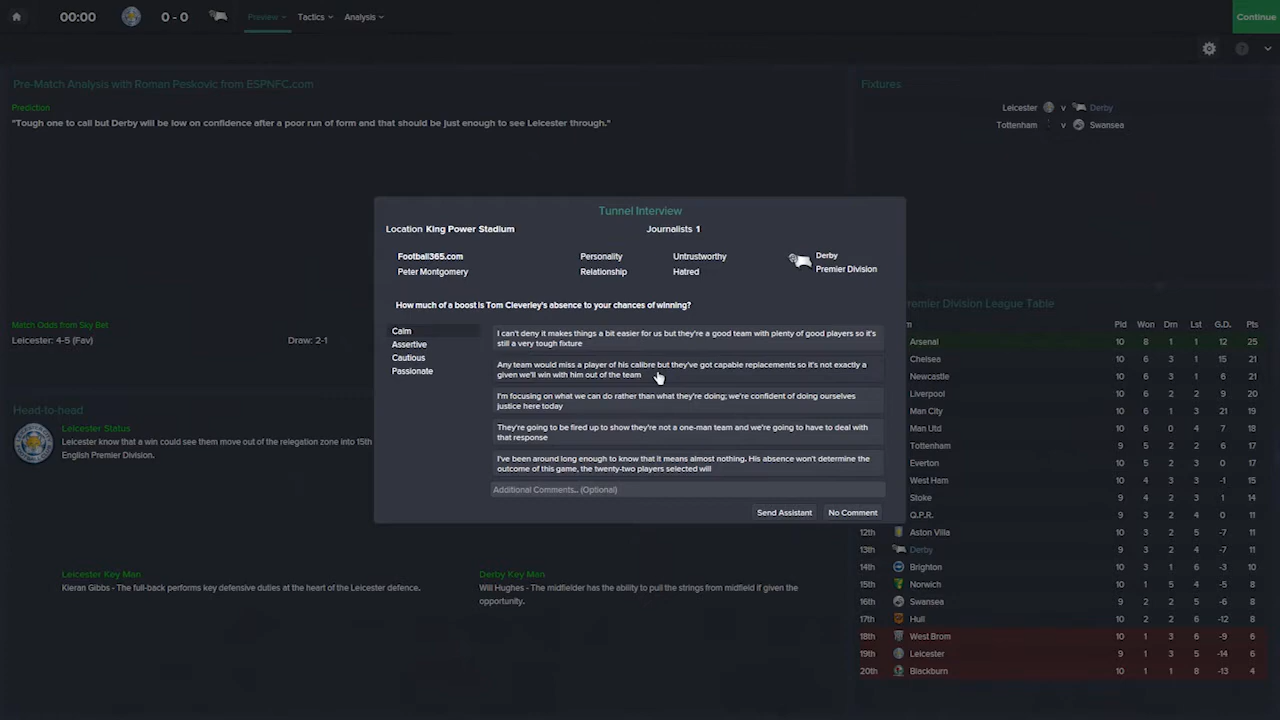 00:00
0 - 0
Preview
Tactics
Analysis
Continue
Pre-Match Analysis with Roman Peskovic from ESPNFC.com
Prediction
"Tough one to call but Derby will be low on confidence after a poor run of form and that should be just enough to see Leicester through."
Fixtures
Leicester v Derby
Tottenham v Swansea
Match Odds from Sky Bet
Leicester: 4-5 (Fav)
Draw: 2-1
Head-to-head
Leicester Status
Leicester know that a win could see them move out of the relegation zone into 15th
English Premier Division.
Leicester Key Man
Kieran Gibbs - The full-back performs key defensive duties at the heart of the Leicester defence.
Derby Key Man
Will Hughes - The midfielder has the ability to pull the strings from midfield if given the
opportunity.
Tunnel Interview
Location King Power Stadium
Journalists 1
Football365.com
Peter Montgomery
Personality Untrustworthy
Relationship Hatred
Derby
Premier Division
How much of a boost is Tom Cleverley's absence to your chances of winning?
Calm
Assertive
Cautious
Passionate
I can't deny it makes things a bit easier for us but they're a good team with plenty of good players so it's
still a very tough fixture
Any team would miss a player of his calibre but they've got capable replacements so it's not exactly a
given we'll win with him out of the team
I'm focusing on what we can do rather than what they're doing; we're confident of doing ourselves
justice here today
They're going to be fired up to show they're not a one-man team and we're going to have to deal with
that response
I've been around long enough to know that it means almost nothing. His absence won't determine the
outcome of this game, the twenty-two players selected will
Additional Comments.. (Optional)
Send Assistant
No Comment
Premier Division League Table
Pld Won Drn Lst G.D. Pts
Arsenal 10 8 1 1 12 25
Chelsea 10 6 3 1 15 21
Newcastle 10 6 3 1 6 21
Liverpool 10 6 2 2 9 20
Man City 10 6 1 3 21 19
Man Utd 10 6 0 4 7 18
Tottenham 9 5 2 2 6 17
Everton 10 5 2 3 0 17
West Ham 10 4 3 3 -1 15
Stoke 9 4 2 3 1 14
Q.P.R. 9 3 2 4 0 11
12th Aston Villa 10 3 2 5 -7 11
13th Derby 9 3 2 4 -7 11
14th Brighton 10 3 1 6 -3 10
15th Norwich 10 1 5 4 -5 8
16th Swansea 9 2 2 5 -6 8
17th Hull 10 2 2 6 -12 8
18th West Brom 10 1 3 6 -9 6
19th Leicester 9 1 3 5 -14 6
20th Blackburn 10 1 1 8 -13 4